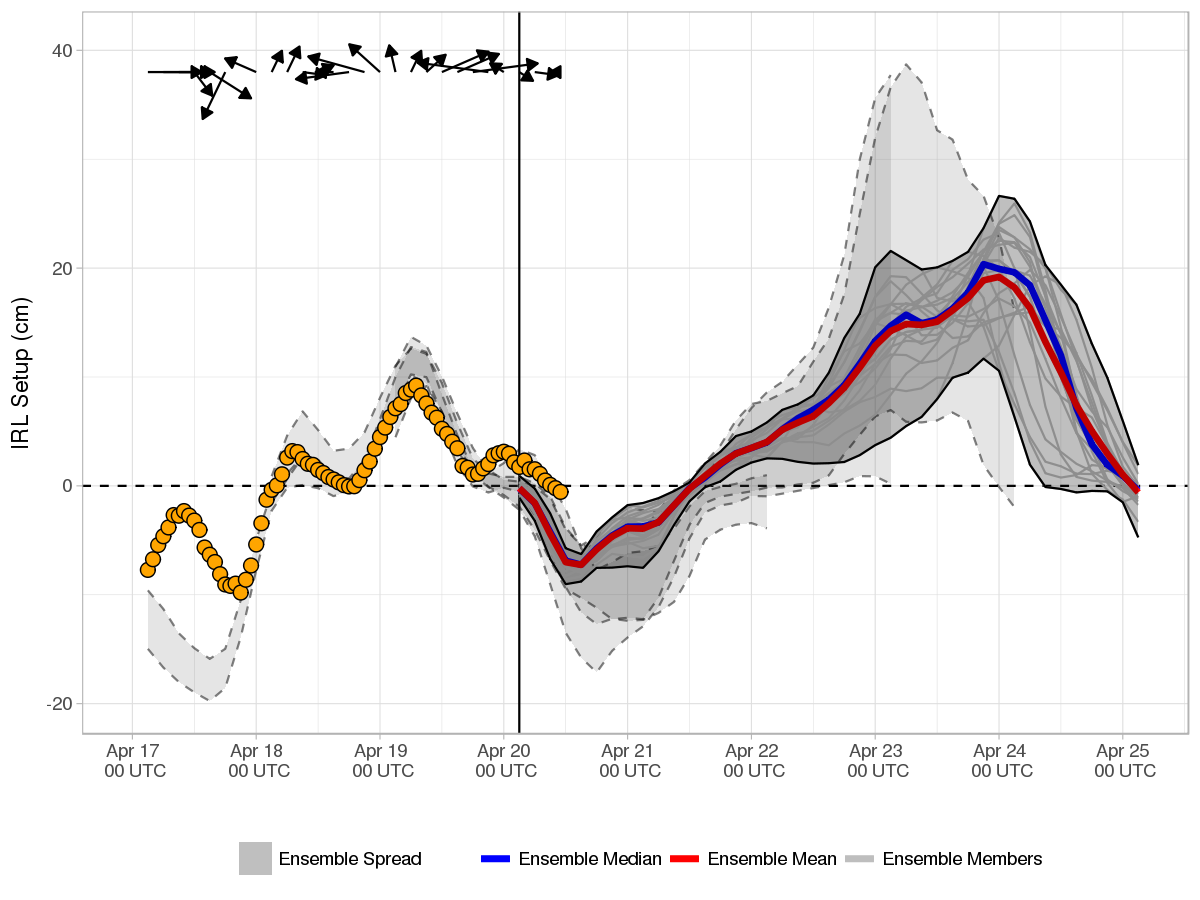 IRL Setup (cm)
40
20
0
-20
Apr 17
00 UTC
Apr 18
00 UTC
Apr 19
00 UTC
Apr 20
00 UTC
Apr 21
00 UTC
Apr 22
00 UTC
Apr 23
00 UTC
Apr 24
00 UTC
Apr 25
00 UTC
Ensemble Spread
Ensemble Median
Ensemble Mean
Ensemble Members